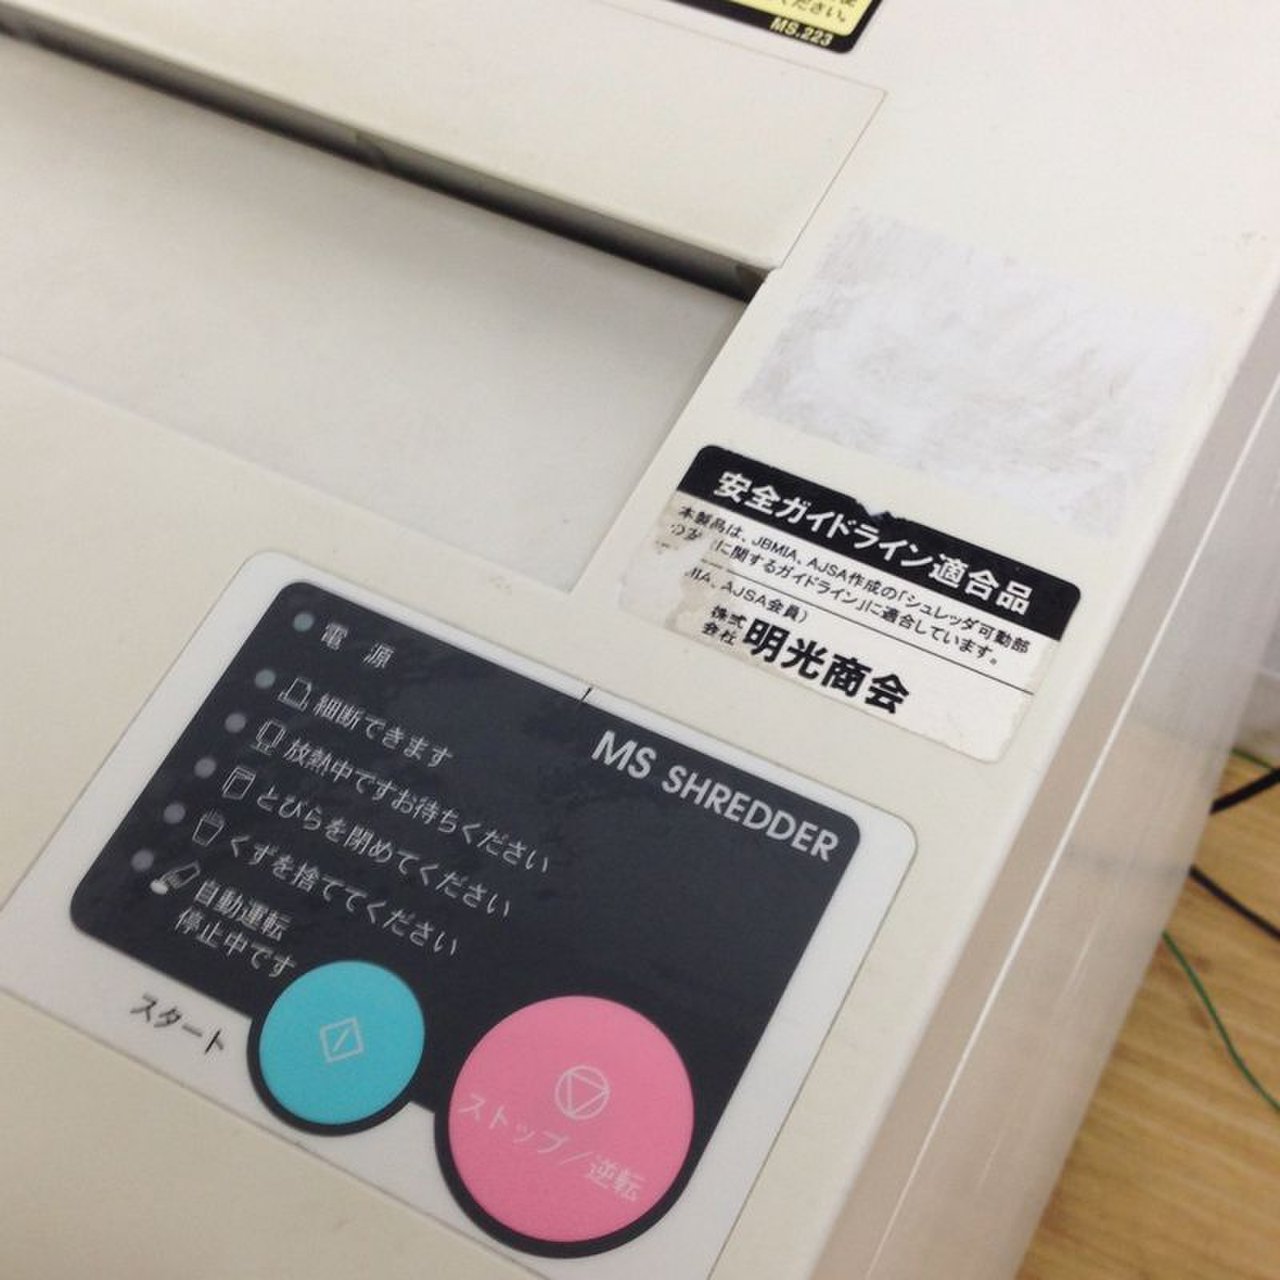 ください。
MS.223
安全ガイドライン適合品
本製品は、JBMIA、AJSA作成の「シュレッダ可動部
に関するガイドライン」に適合しています。
AJSA会員)
株式
会社
明光商会
MS SHREDDER
電 源
細断できます
放熱中ですお待ちください
とびらを閉めてください
くずを捨ててください
自動運転
停止中です
スタート
ストップ/逆転